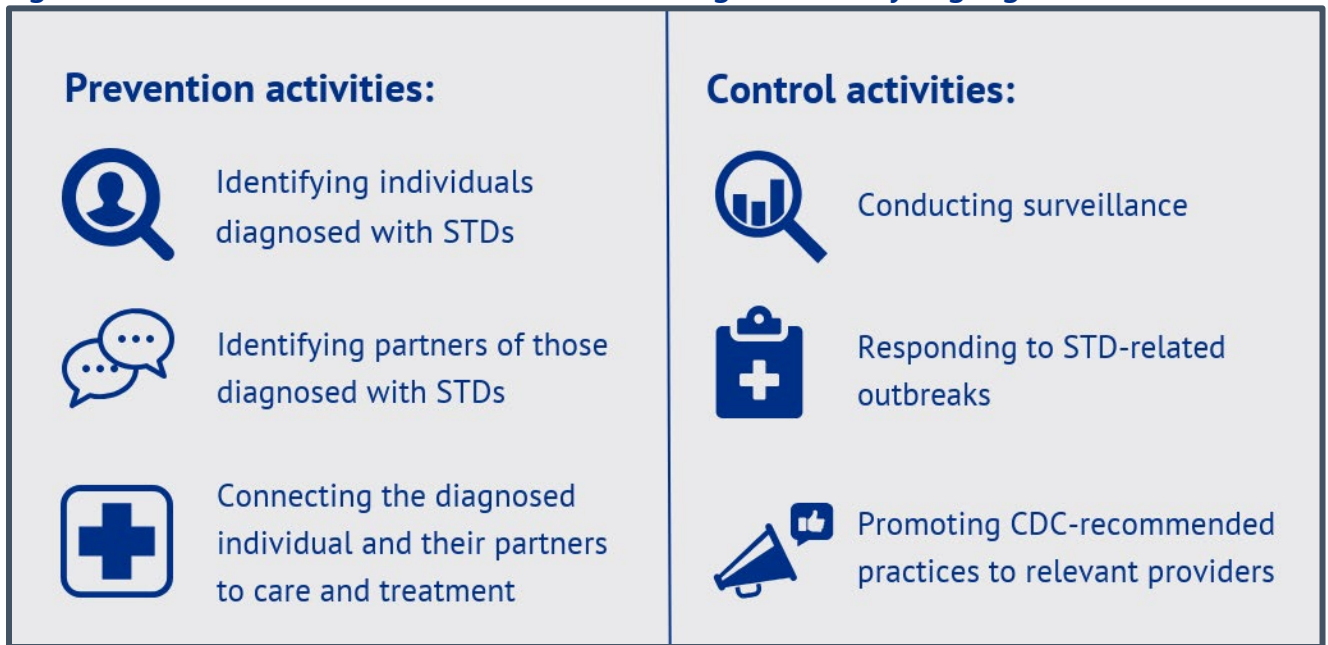 Prevention activities:
Identifying individuals
diagnosed with STDs
Identifying partners of those
diagnosed with STDs
Connecting the diagnosed
individual and their partners
to care and treatment
Control activities:
Conducting surveillance
Responding to STD-related
outbreaks
Promoting CDC-recommended
practices to relevant providers